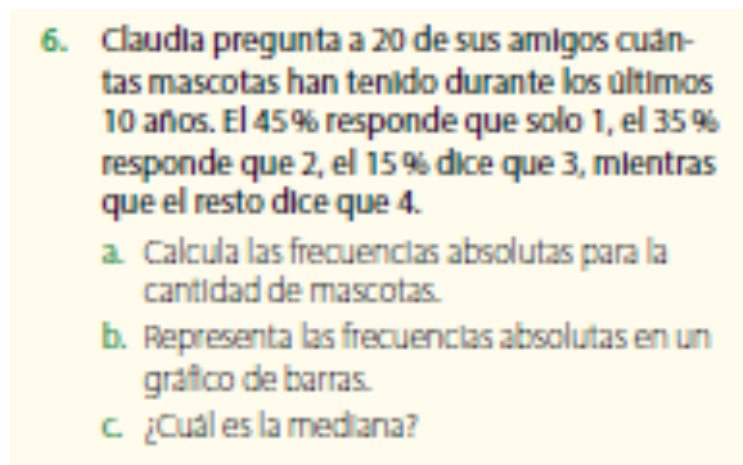 6. Claudia pregunta a 20 de sus amigos cuán-
tas mascotas han tenido durante los últimos
10 años. El 45 % responde que solo 1, el 35 %
responde que 2, el 15 % dice que 3, mientras
que el resto dice que 4.
a. Calcula las frecuencias absolutas para la
cantidad de mascotas.
b. Representa las frecuencias absolutas en un
gráfico de barras.
c. ¿Cuál es la mediana?